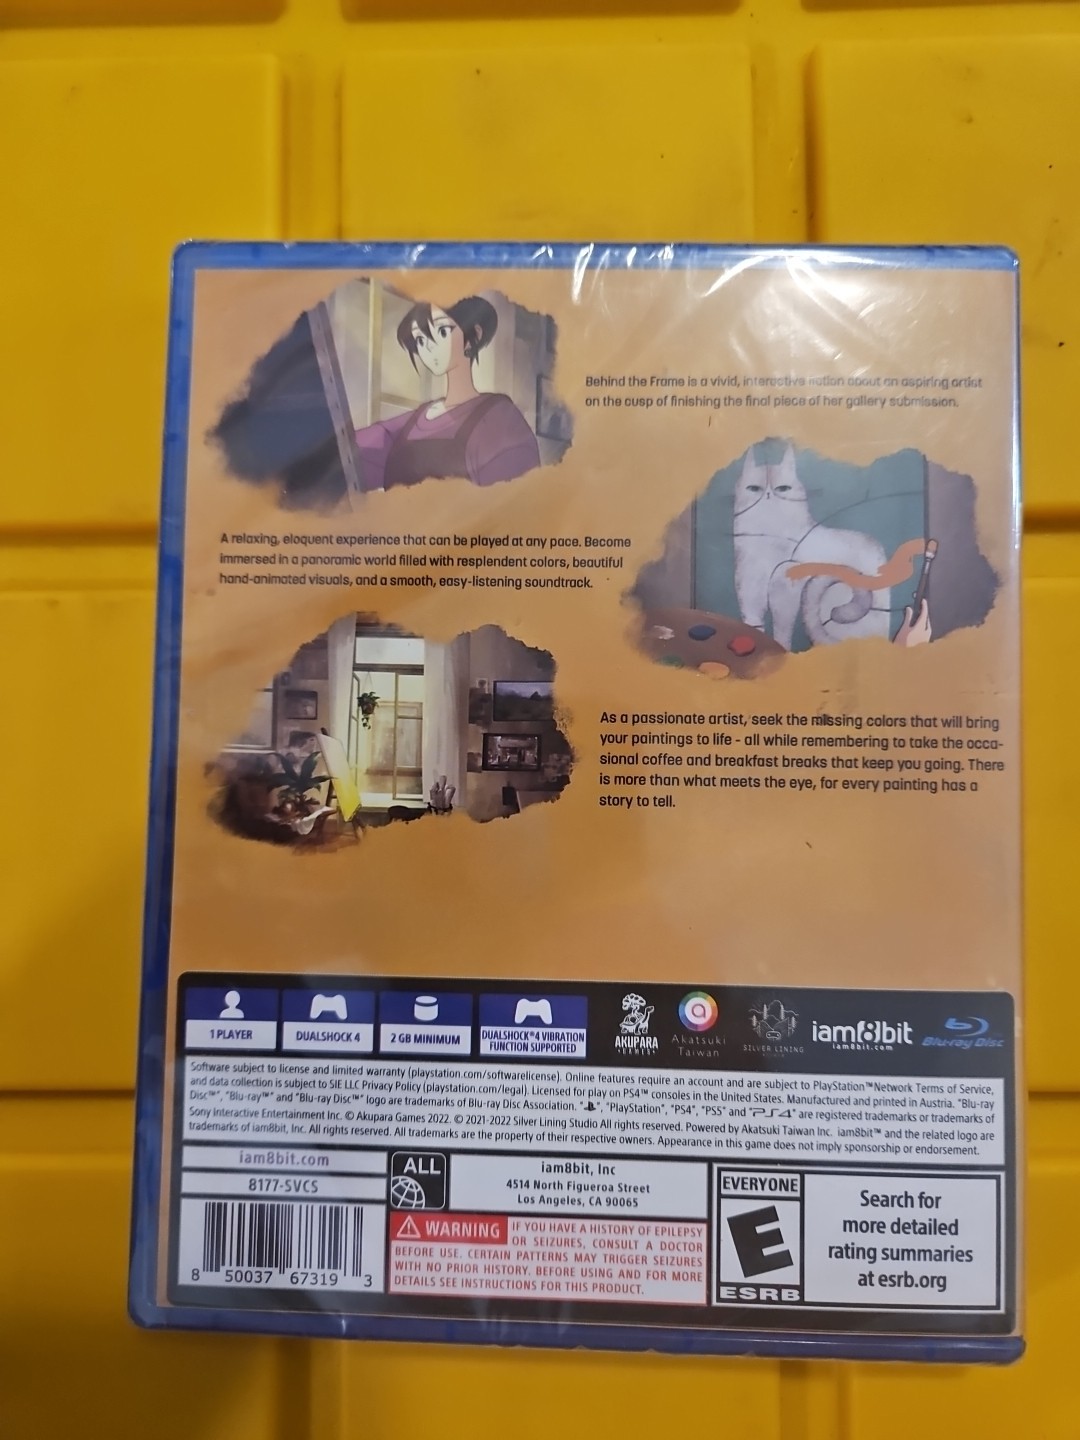 Behind the Frame is a vivid, interactive fiction about an aspiring artist
on the cusp of finishing the final piece of her gallery submission.
A relaxing, eloquent experience that can be played at any pace. Become
immersed in a panoramic world filled with resplendent colors, beautiful
hand-animated visuals, and a smooth, easy-listening soundtrack.
As a passionate artist, seek the missing colors that will bring
your paintings to life - all while remembering to take the occa-
sional coffee and breakfast breaks that keep you going. There
is more than what meets the eye, for every painting has a
story to tell.
1 PLAYER
DUALSHOCK 4
2 GB MINIMUM
DUALSHOCK®4 VIBRATION
FUNCTION SUPPORTED
AKUPARA
•GAMES•
Akatsuki
Taiwan
SILVER LINING
iam8bit
iam8bit.com
Blu-ray Disc
Software subject to license and limited warranty (playstation.com/softwarelicense). Online features require an account and are subject to PlayStation™Network Terms of Service,
and data collection is subject to SIE LLC Privacy Policy (playstation.com/legal). Licensed for play on PS4™ consoles in the United States. Manufactured and printed in Austria. "Blu-ray
Disc™", "Blu-ray™" and "Blu-ray Disc™" logo are trademarks of Blu-ray Disc Association. " ", "PlayStation", "PS4", "PS5" and "PS4" are registered trademarks or trademarks of
Sony Interactive Entertainment Inc. © Akupara Games 2022. © 2021-2022 Silver Lining Studio All rights reserved. Powered by Akatsuki Taiwan Inc. iam8bit™ and the related logo are
trademarks of iam8bit, Inc. All rights reserved. All trademarks are the property of their respective owners. Appearance in this game does not imply sponsorship or endorsement.
iam8bit.com
8177-SVCS
8 50037 67319 3
ALL
iam8bit, Inc
4514 North Figueroa Street
Los Angeles, CA 90065
WARNING IF YOU HAVE A HISTORY OF EPILEPSY
OR SEIZURES, CONSULT A DOCTOR
BEFORE USE. CERTAIN PATTERNS MAY TRIGGER SEIZURES
WITH NO PRIOR HISTORY. BEFORE USING AND FOR MORE
DETAILS SEE INSTRUCTIONS FOR THIS PRODUCT.
EVERYONE
E
ESRB
Search for
more detailed
rating summaries
at esrb.org